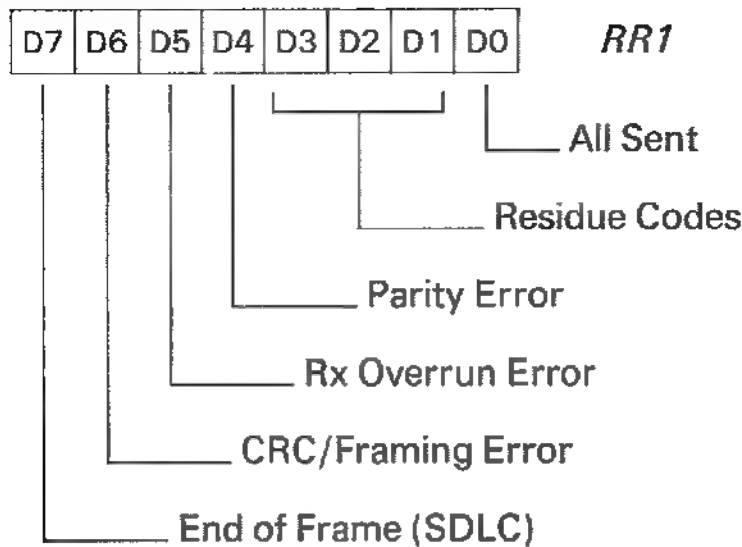 D7 D6 D5 D4 D3 D2 D1 D0 RR1
All Sent
Residue Codes
Parity Error
Rx Overrun Error
CRC/Framing Error
End of Frame (SDLC)